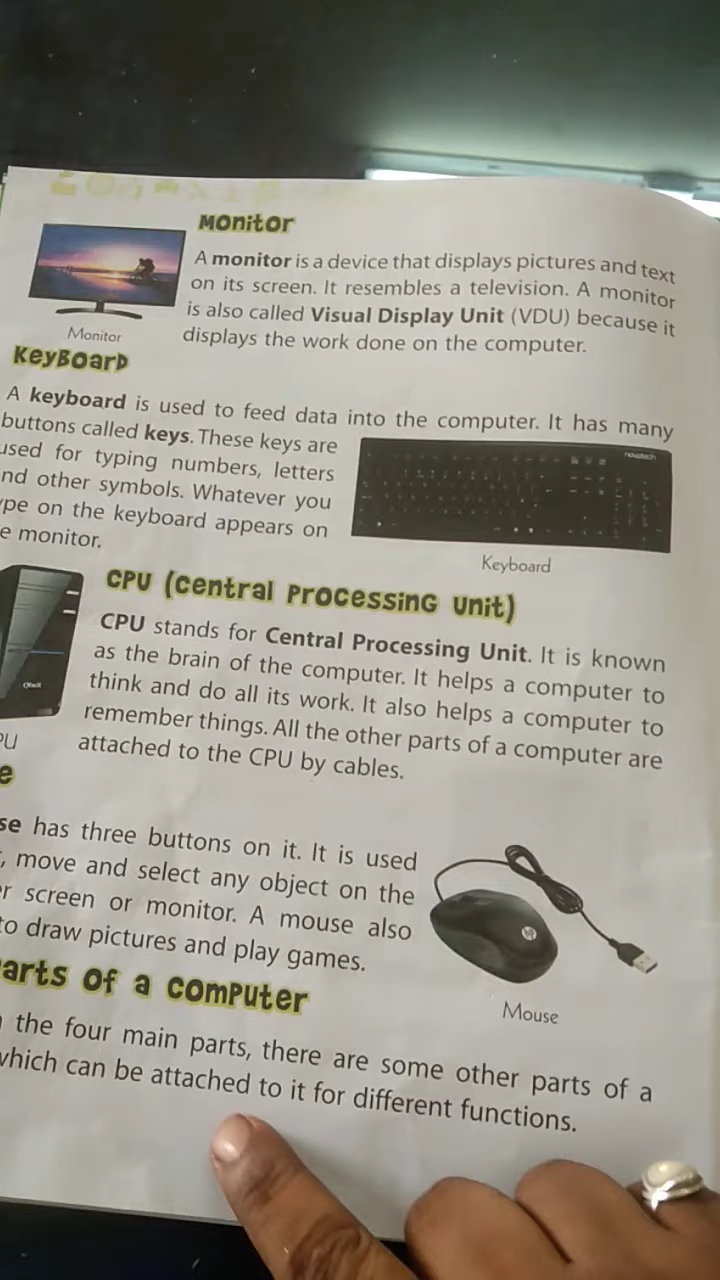 Monitor
A monitor is a device that displays pictures and text
on its screen. It resembles a television. A monitor
is also called Visual Display Unit (VDU) because it
displays the work done on the computer.
Monitor
Keyboard
A keyboard is used to feed data into the computer. It has many
buttons called keys. These keys are
used for typing numbers, letters
nd other symbols. Whatever you
ype on the keyboard appears on
e monitor.
Keyboard
CPU (Central Processing Unit)
CPU stands for Central Processing Unit. It is known
as the brain of the computer. It helps a computer to
think and do all its work. It also helps a computer to
remember things. All the other parts of a computer are
attached to the CPU by cables.
PU
e
se has three buttons on it. It is used
, move and select any object on the
er screen or monitor. A mouse also
to draw pictures and play games.
hp
Mouse
arts of a computer
the four main parts, there are some other parts of a
which can be attached to it for different functions.